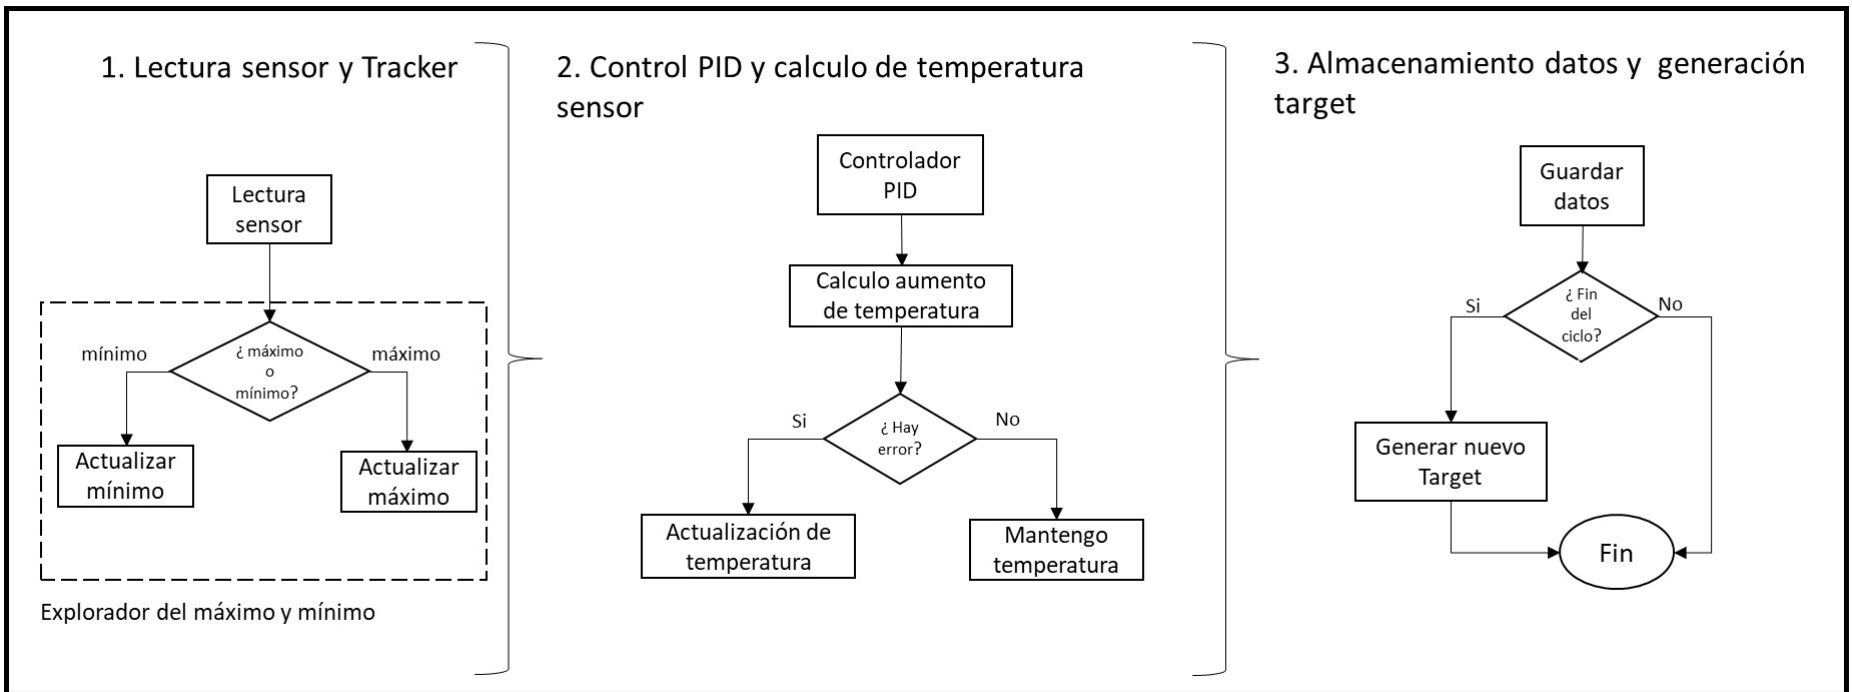 1. Lectura sensor y Tracker
Lectura
sensor
¿ máximo
o
mínimo?
mínimo
máximo
Actualizar
mínimo
Actualizar
máximo
Explorador del máximo y mínimo
2. Control PID y calculo de temperatura
sensor
Controlador
PID
Calculo aumento
de temperatura
¿ Hay
error?
Si
No
Actualización de
temperatura
Mantengo
temperatura
3. Almacenamiento datos y generación
target
Guardar
datos
¿ Fin
del
ciclo?
Si
No
Generar nuevo
Target
Fin